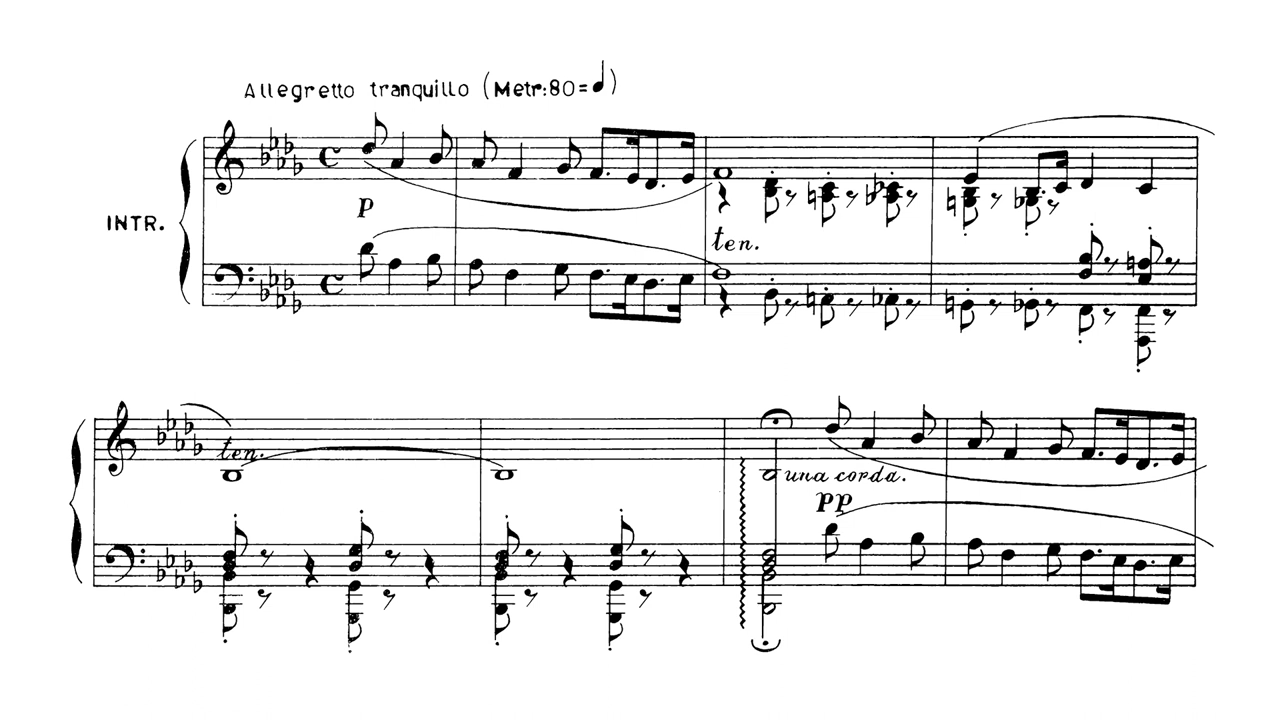 Allegretto tranquillo (Metr:80=♩)
p
INTR.
ten.
ten.
una corda.
pp